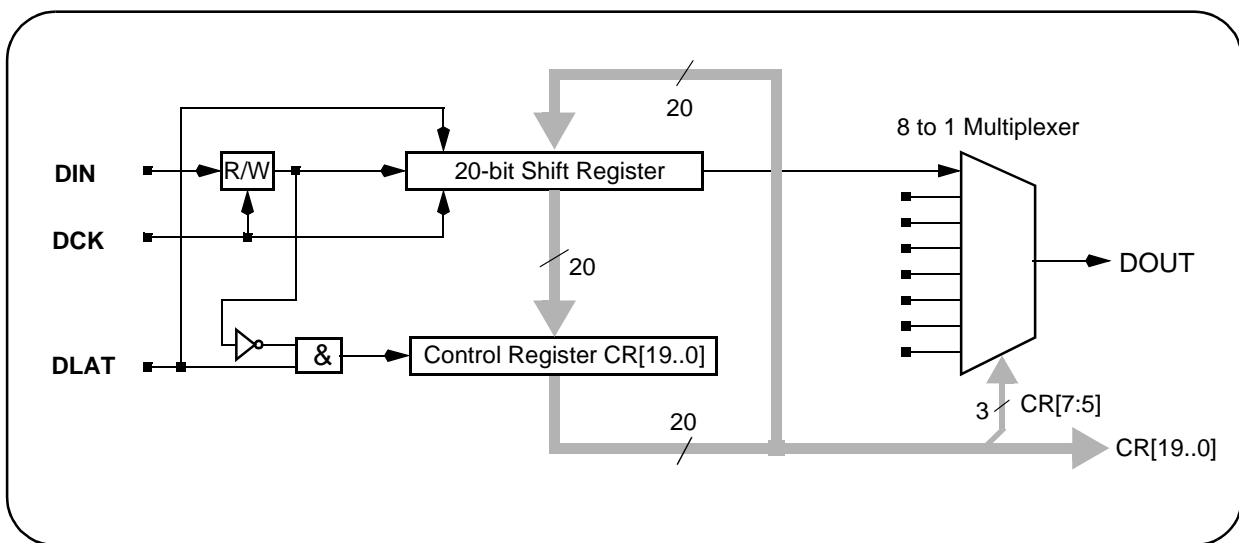 20
8 to 1 Multiplexer
DIN
R/W
20-bit Shift Register
DCK
20
DOUT
DLAT
&
Control Register CR[19..0]
3
CR[7:5]
20
CR[19..0]